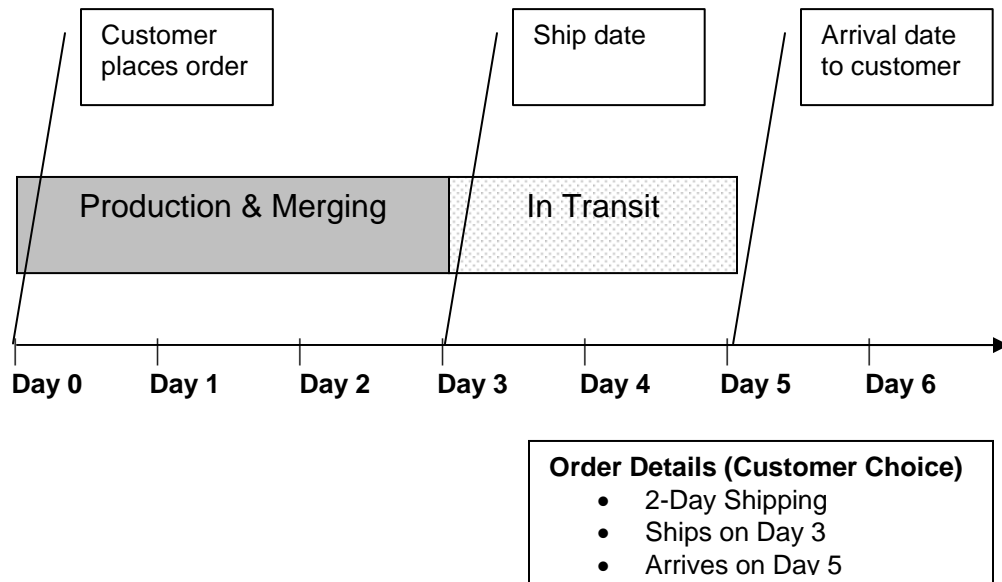 Customer
places order
Ship date
Arrival date
to customer
Production & Merging
In Transit
Day 0
Day 1
Day 2
Day 3
Day 4
Day 5
Day 6
Order Details (Customer Choice)
• 2-Day Shipping
• Ships on Day 3
• Arrives on Day 5